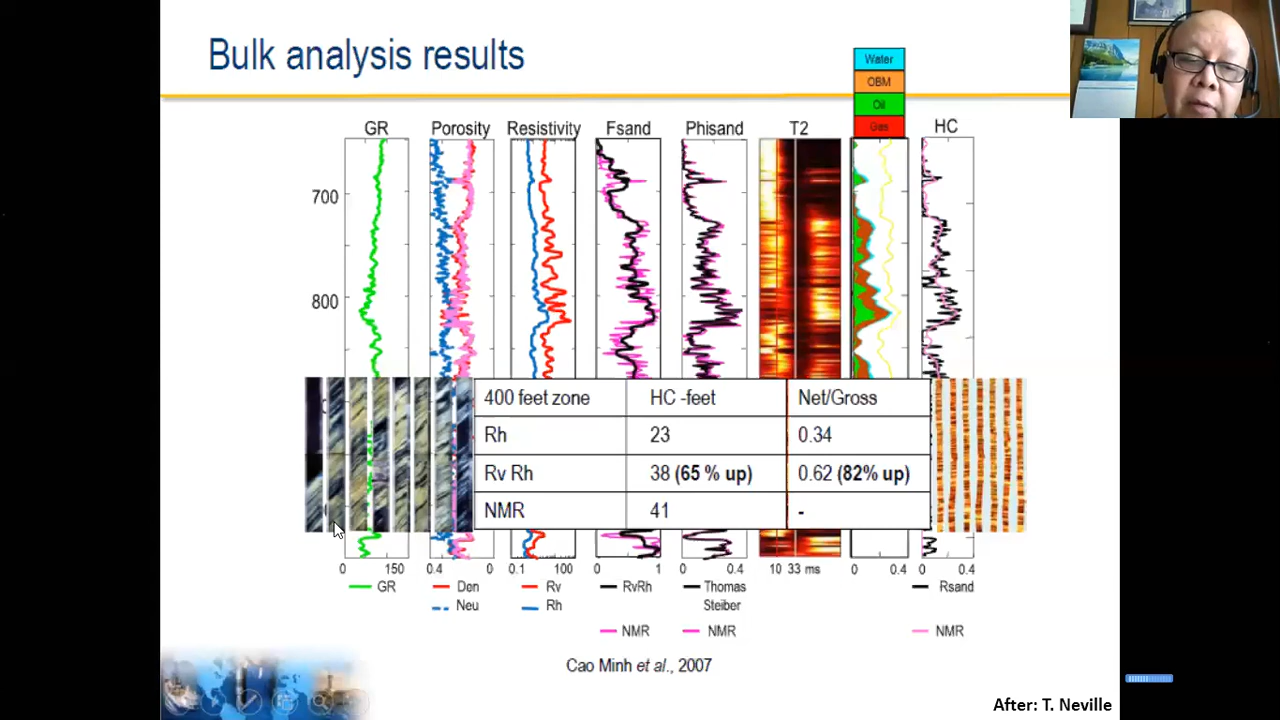 Bulk analysis results
Water
OBM
Oil
Gas
GR
Porosity
Resistivity
Fsand
Phisand
T2
HC
700
800
400 feet zone HC -feet Net/Gross
Rh 23 0.34
Rv Rh 38 (65 % up) 0.62 (82% up)
NMR 41 -
0 150 0.4 0 0.1 100 0 1 0 0.4 10 33 ms 0 0.4 0 0.4
GR Den Rv RvRh Thomas Rsand
Neu Rh Steiber
NMR NMR NMR
Cao Minh et al., 2007
After: T. Neville